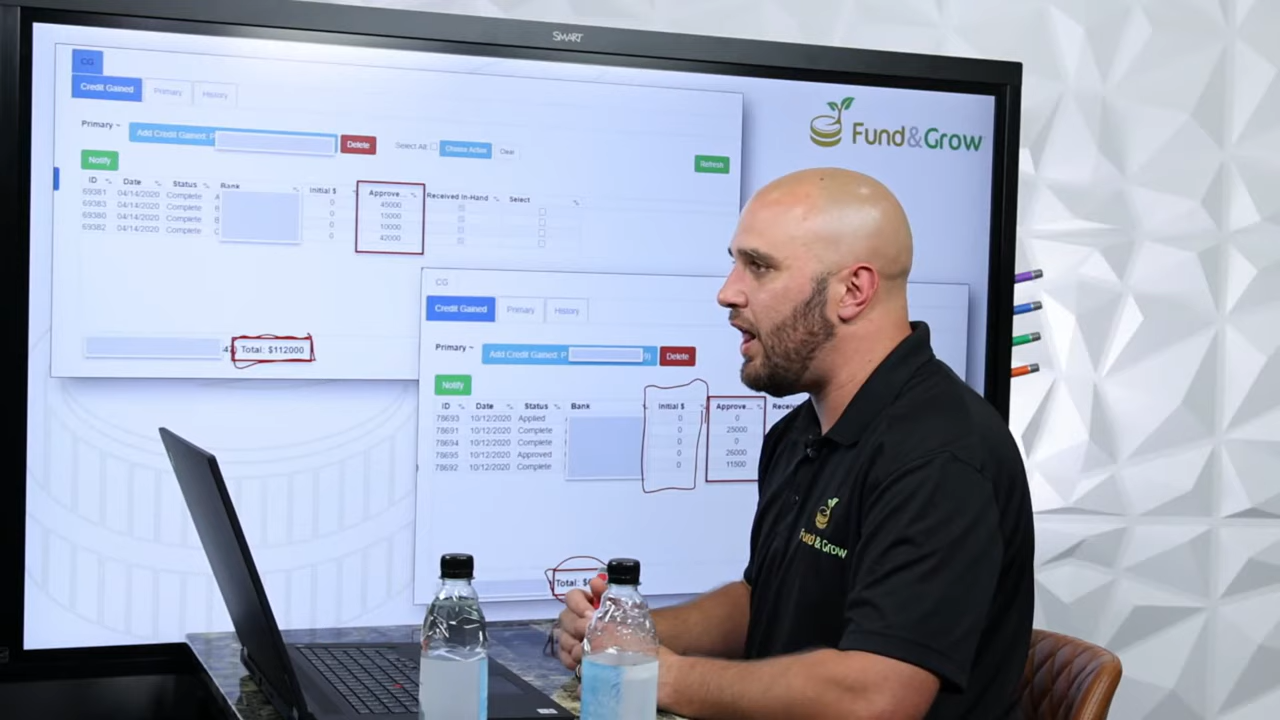 SMART
Fund&Grow
CG
Credit Gained Primary History
Primary
Add Credit Gained: P Delete Select All: Choose Action Clear
Notify Refresh
ID Date Status Bank Initial $ Approve... Received In-Hand Select
69381 04/14/2020 Complete A 0 45000
69383 04/14/2020 Complete B 0 15000
69380 04/14/2020 Complete B 0 10000
69382 04/14/2020 Complete C 0 42000
Total: $112000
CG
Credit Gained Primary History
Primary
Add Credit Gained: P 9) Delete
Notify
ID Date Status Bank Initial $ Approve... Rece
78693 10/12/2020 Applied 0 0
78691 10/12/2020 Complete 0 25000
78694 10/12/2020 Complete 0 0
78695 10/12/2020 Approved 0 26000
78692 10/12/2020 Complete 0 11500
Total: $
Fund & Grow